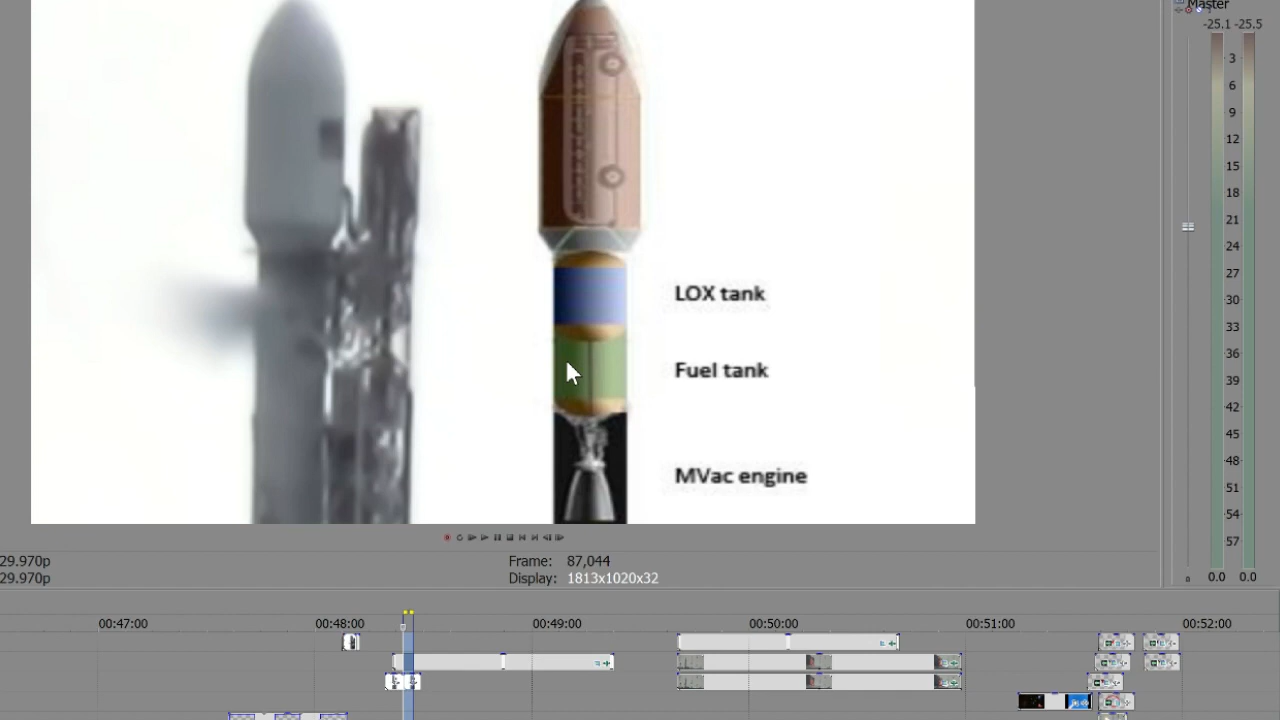 Master
-25.1 -25.5
3
6
9
12
15
18
21
24
27
30
33
36
39
42
45
48
51
54
57
0.0 0.0
LOX tank
Fuel tank
MVac engine
29.970p
Frame: 87,044
29.970p
Display: 1813x1020x32
00:47:00 00:48:00 00:49:00 00:50:00 00:51:00 00:52:00